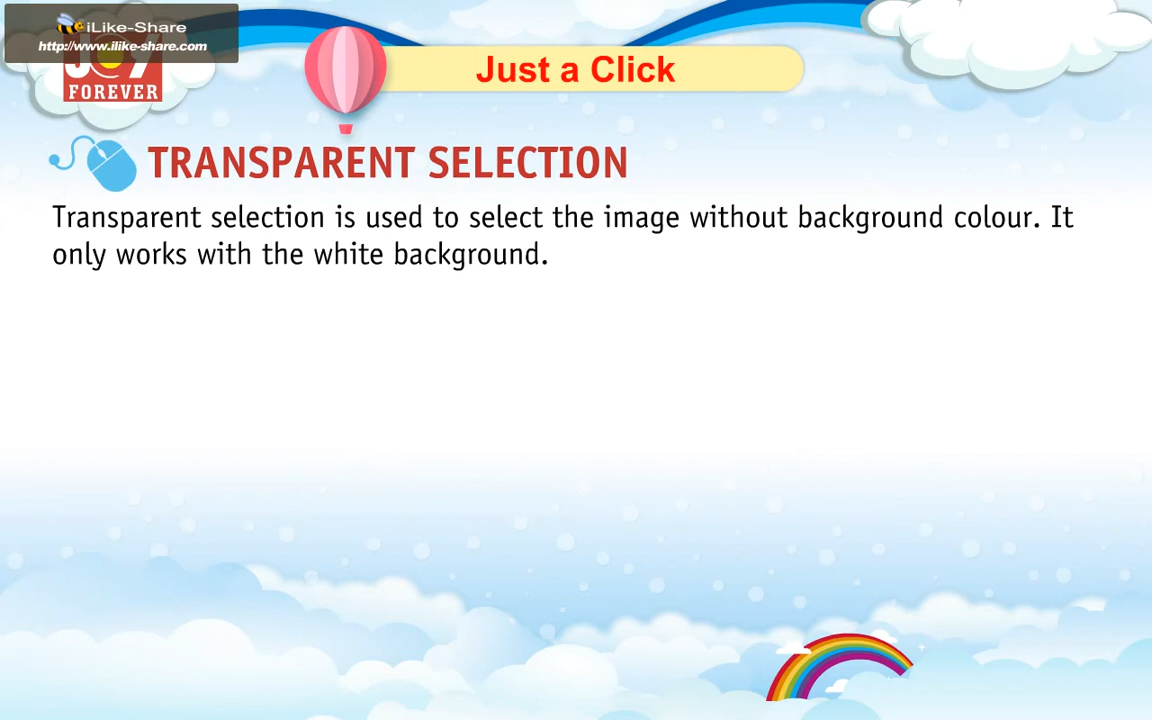 iLike-Share
http://www.ilike-share.com
JOY
FOREVER
Just a Click
TRANSPARENT SELECTION
Transparent selection is used to select the image without background colour. It
only works with the white background.